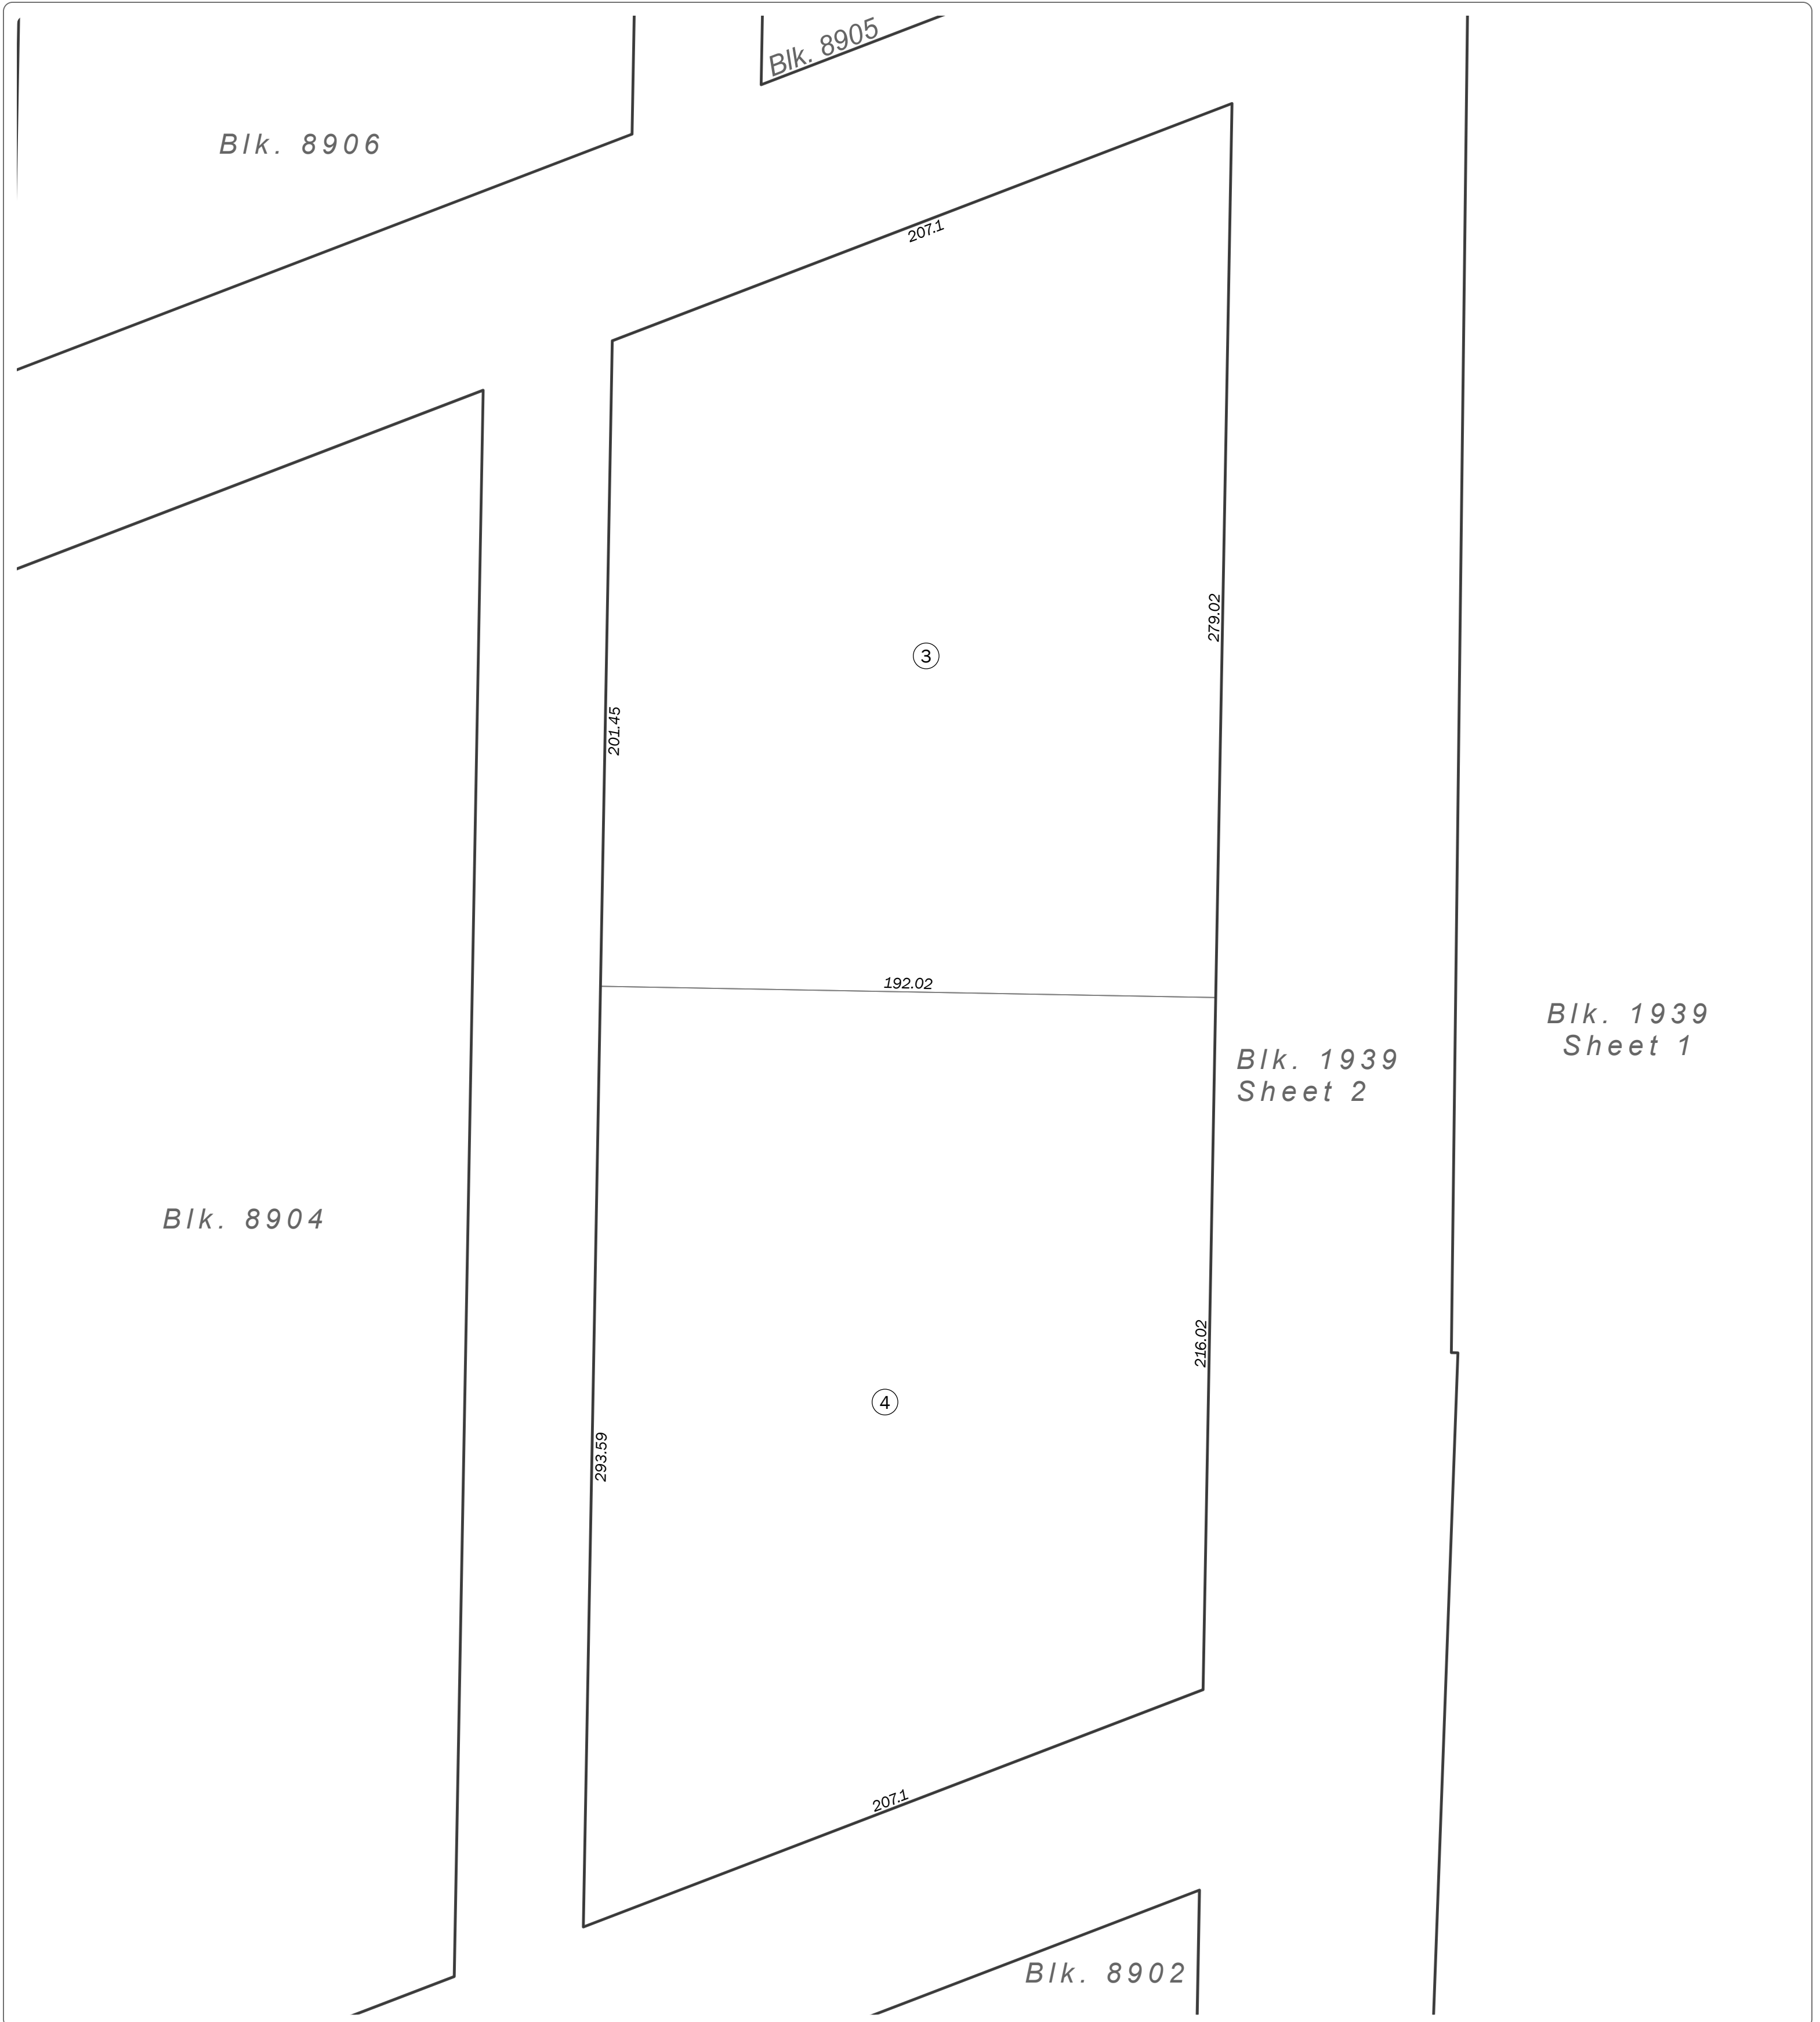 Blk. 8905
Blk. 8906
207.1
279.02
3
201.45
192.02
Blk. 1939
Sheet 1
Blk. 1939
Sheet 2
Blk. 8904
216.02
4
293.59
207.1
Blk. 8902